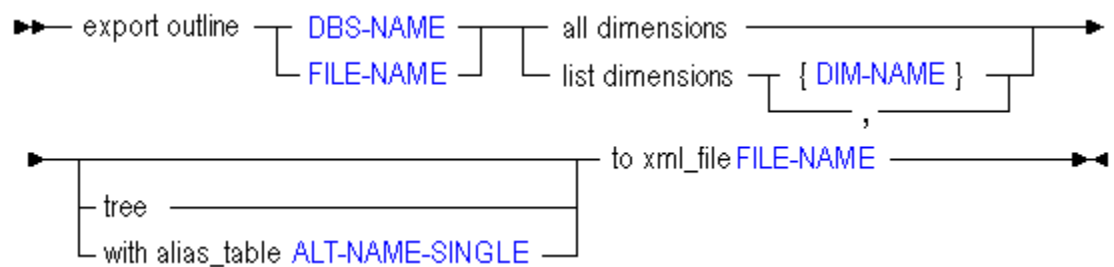 export outline DBS-NAME all dimensions
FILE-NAME list dimensions { DIM-NAME }
,
to xml_file FILE-NAME
tree
with alias_table ALT-NAME-SINGLE